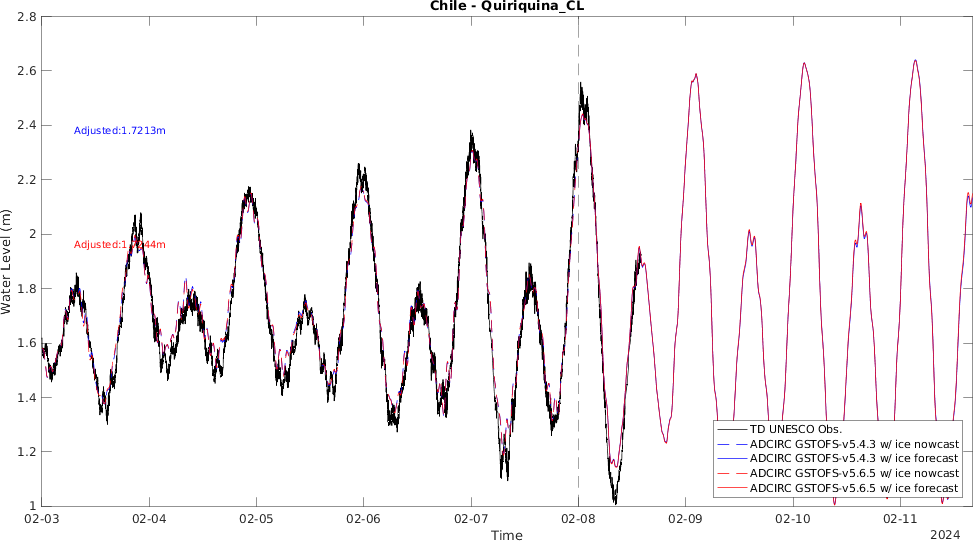 Chile - Quiriquina_CL
2.8
2.6
2.4
2.2
2
1.8
1.6
1.4
1.2
1
Water Level (m)
Adjusted:1.7213m
TD UNESCO Obs.
ADCIRC GSTOFS-v5.4.3 w/ ice nowcast
ADCIRC GSTOFS-v5.4.3 w/ ice forecast
ADCIRC GSTOFS-v5.6.5 w/ ice nowcast
ADCIRC GSTOFS-v5.6.5 w/ ice forecast
02-03 02-04 02-05 02-06 02-07 02-08 02-09 02-10 02-11
Time
2024